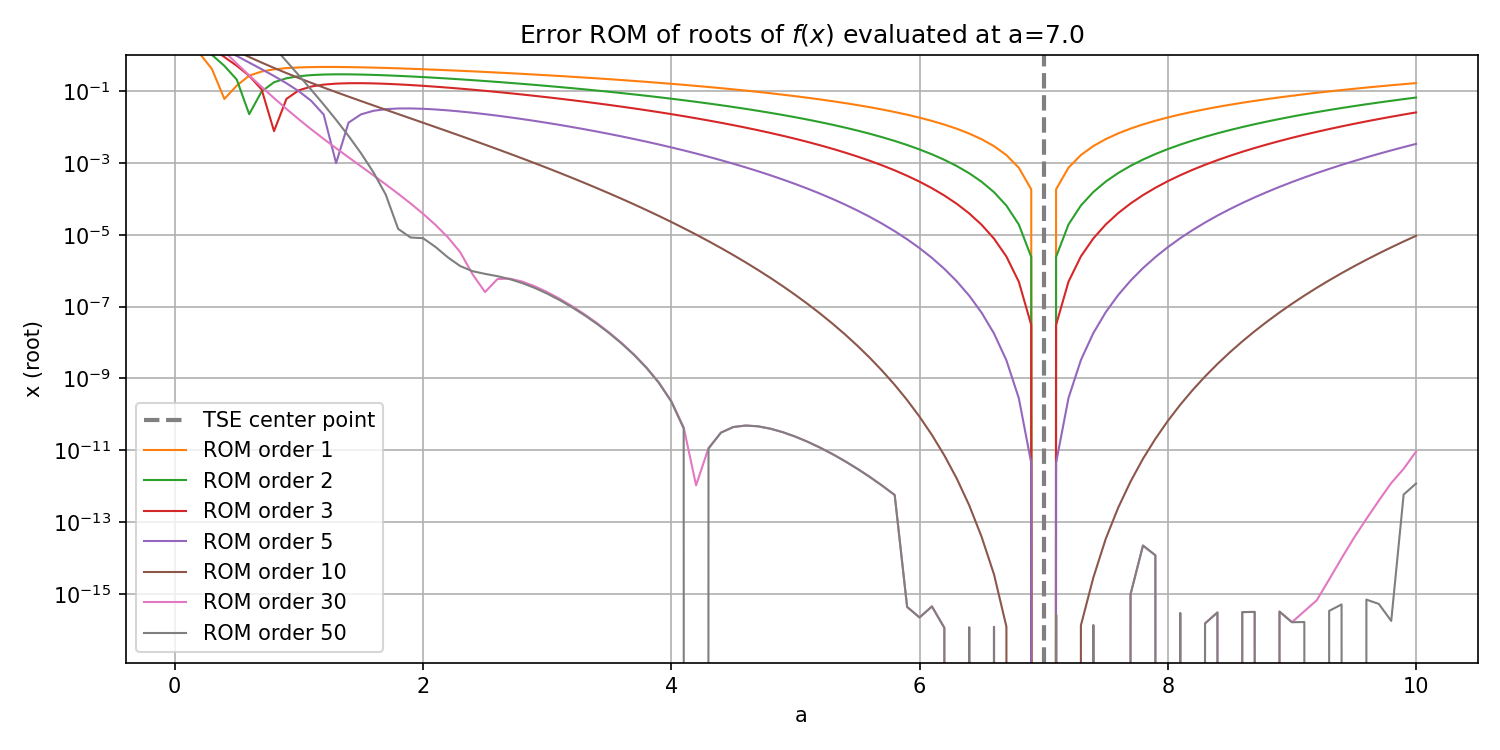 Error ROM of roots of f(x) evaluated at a=7.0
x (root)
10⁻¹
10⁻³
10⁻⁵
10⁻⁷
10⁻⁹
10⁻¹¹
10⁻¹³
10⁻¹⁵
TSE center point
ROM order 1
ROM order 2
ROM order 3
ROM order 5
ROM order 10
ROM order 30
ROM order 50
0 2 4 6 8 10
a